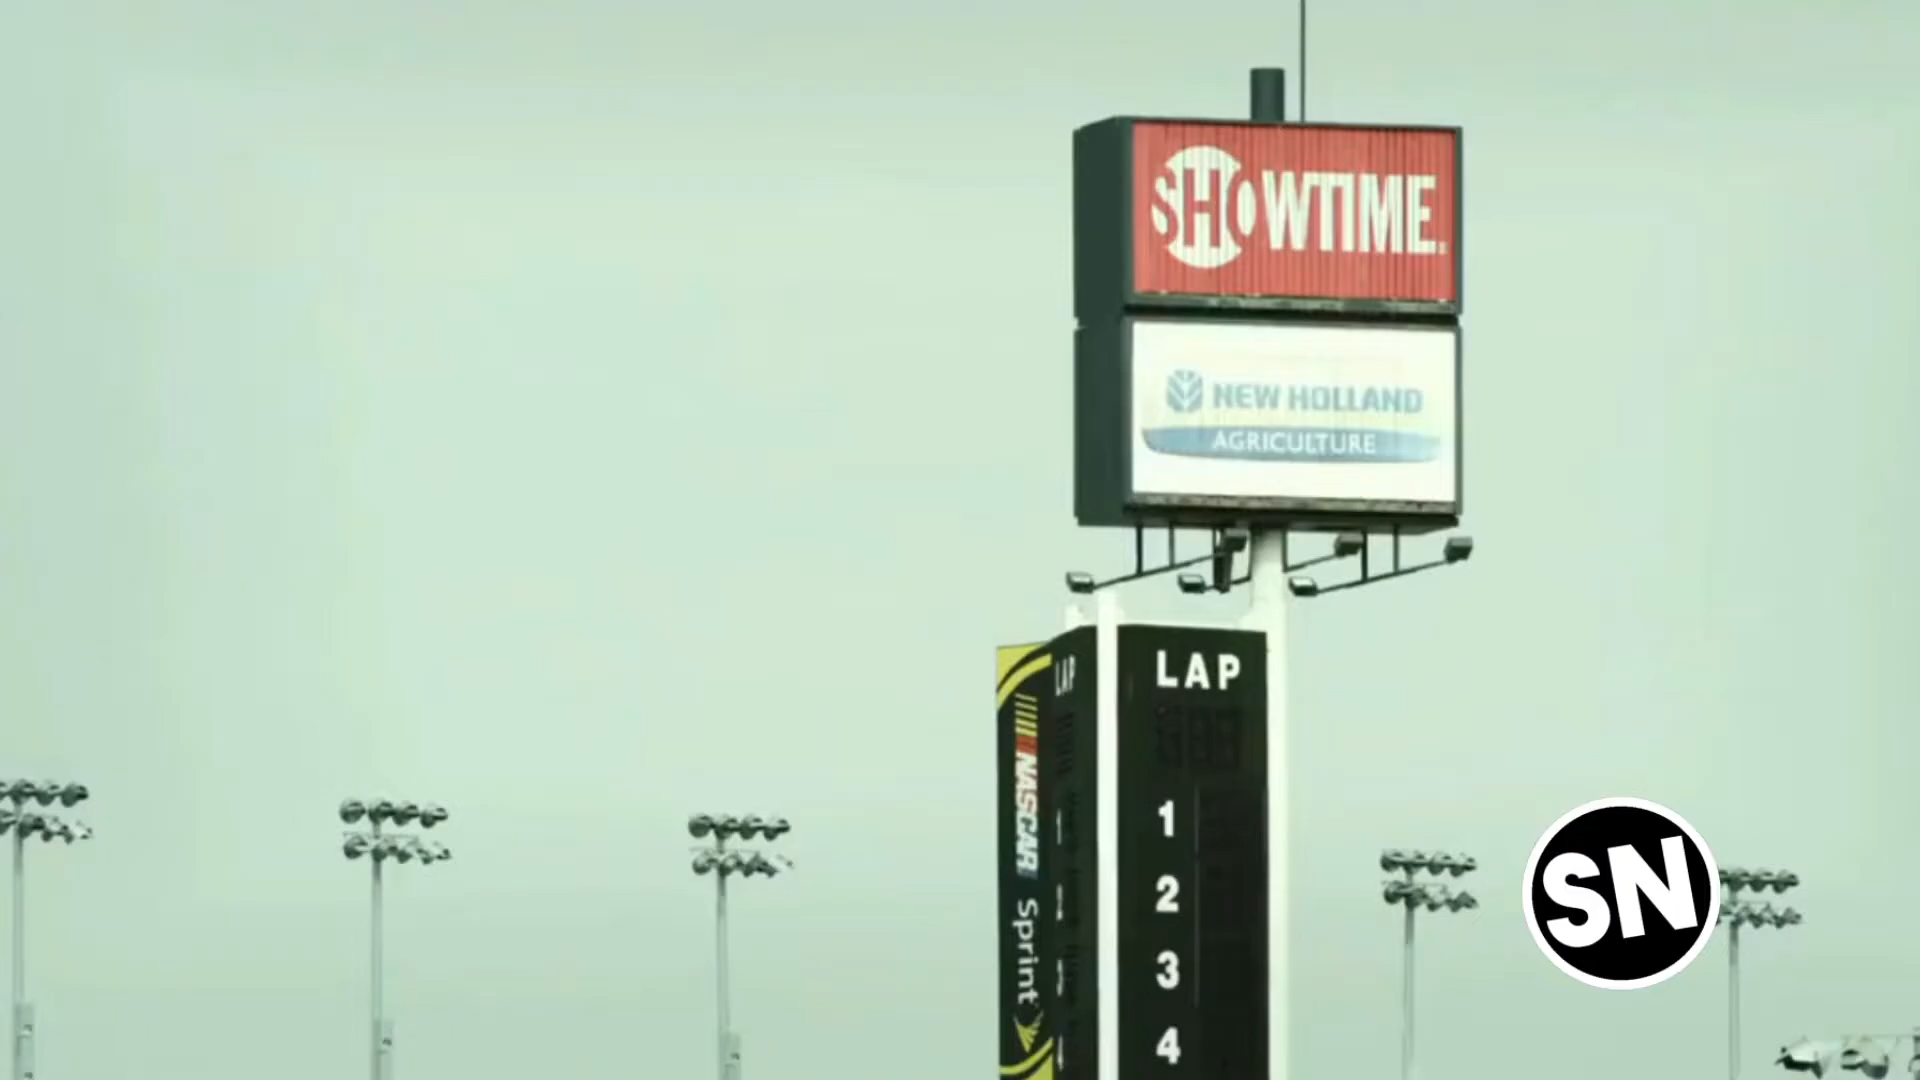 SHOWTIME.
NEW HOLLAND
AGRICULTURE
LAP
LAP
1
2
3
4
NASCAR Sprint
SN